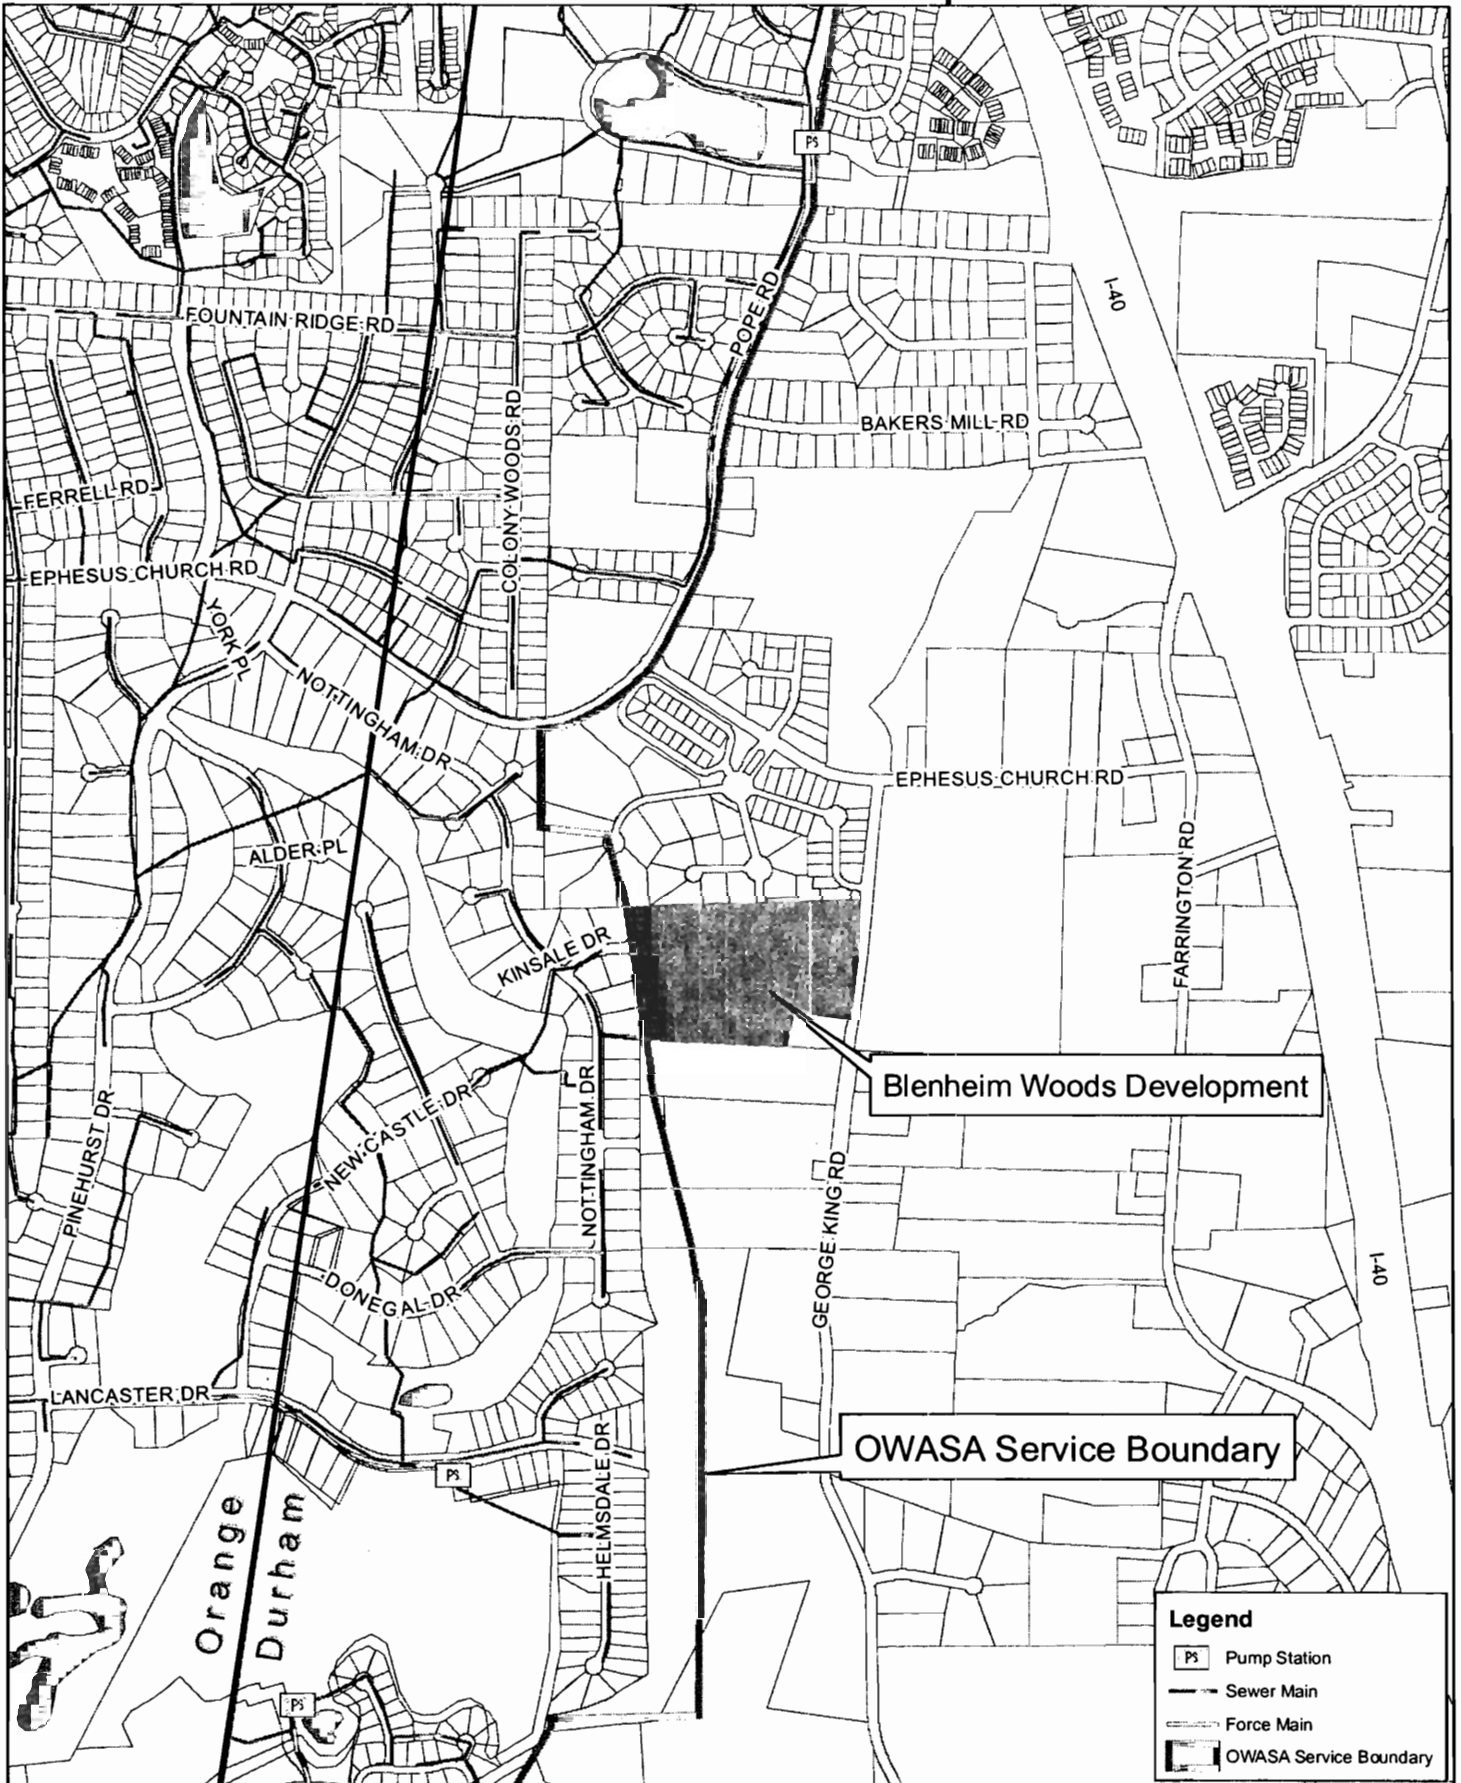 PS
I-40
FOUNTAIN RIDGE RD
POPE RD
COLONY WOODS RD
BAKERS MILL RD
FERRELL RD
EPHESUS CHURCH RD
YORK PL
NOTTINGHAM DR
EPHESUS CHURCH RD
ALDER PL
FARRINGTON RD
KINSALE DR
Blenheim Woods Development
NEW CASTLE DR
NOTTINGHAM DR
PINEHURST DR
GEORGE KING RD
I-40
DONEGAL DR
LANCASTER DR
OWASA Service Boundary
PS
HELMSDALE DR
Orange
Durham
PS
Legend
PS Pump Station
Sewer Main
Force Main
OWASA Service Boundary